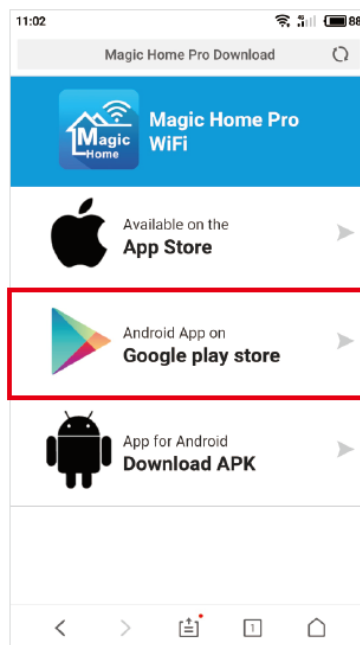 11:02
88
Magic Home Pro Download
Magic
Home
Magic Home Pro
WiFi
Available on the
App Store
Android App on
Google play store
App for Android
Download APK
1